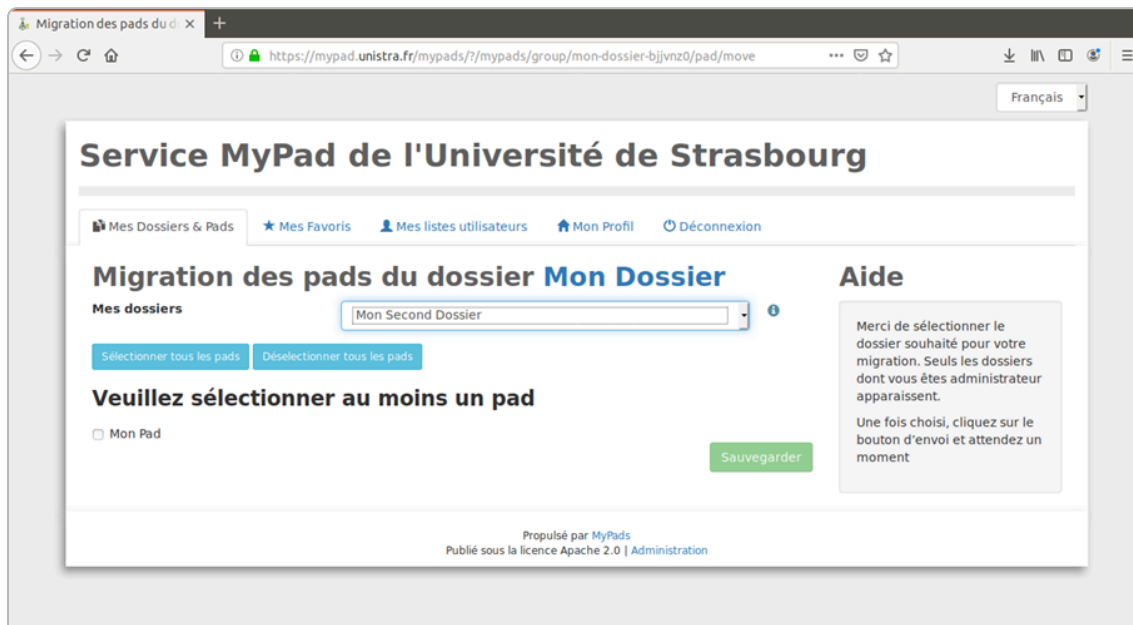 Migration des pads du d
https://mypad.unistra.fr/mypads/?/mypads/group/mon-dossier-bjjvnz0/pad/move
Français
Service MyPad de l'Université de Strasbourg
Mes Dossiers & Pads
Mes Favoris
Mes listes utilisateurs
Mon Profil
Déconnexion
Migration des pads du dossier Mon Dossier
Mes dossiers
Mon Second Dossier
Sélectionner tous les pads
Déselectionner tous les pads
Veuillez sélectionner au moins un pad
Mon Pad
Sauvegarder
Aide
Merci de sélectionner le
dossier souhaité pour votre
migration. Seuls les dossiers
dont vous êtes administrateur
apparaissent.
Une fois choisi, cliquez sur le
bouton d’envoi et attendez un
moment
Propulsé par MyPads
Publié sous la licence Apache 2.0 | Administration